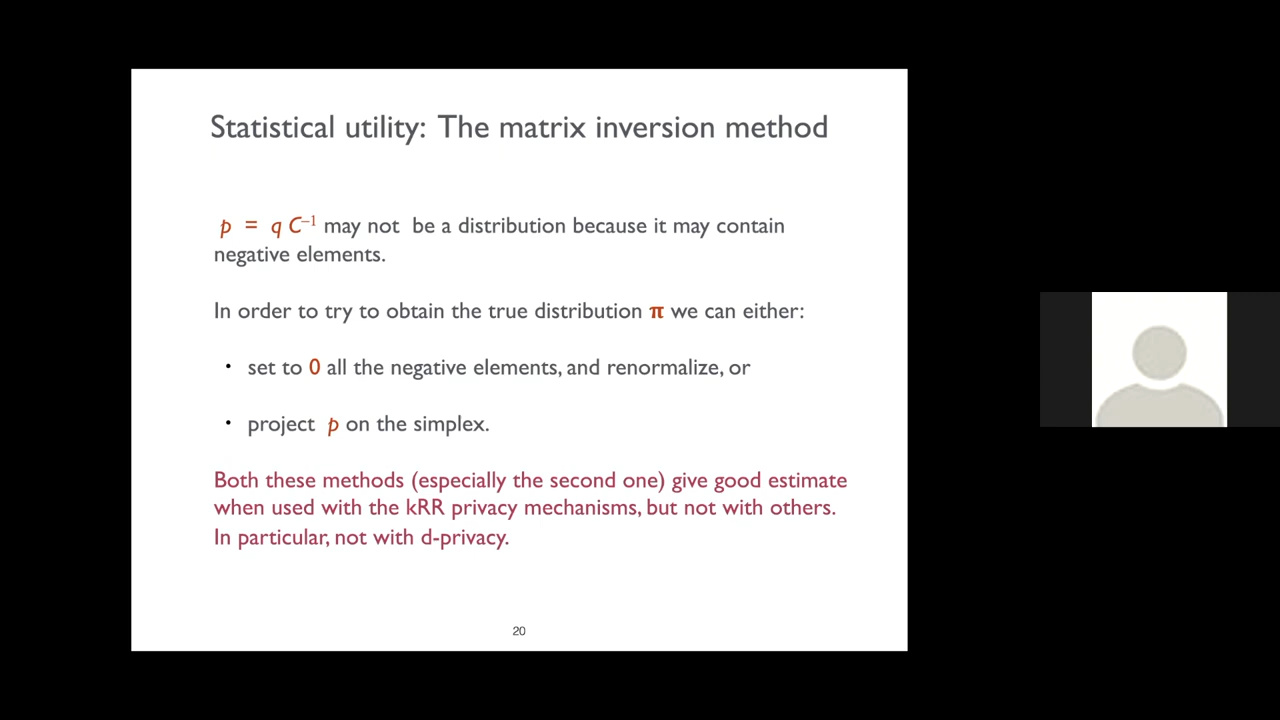 Statistical utility: The matrix inversion method
p = q C⁻¹ may not be a distribution because it may contain
negative elements.
In order to try to obtain the true distribution π we can either:
• set to 0 all the negative elements, and renormalize, or
• project p on the simplex.
Both these methods (especially the second one) give good estimate
when used with the kRR privacy mechanisms, but not with others.
In particular, not with d-privacy.
20